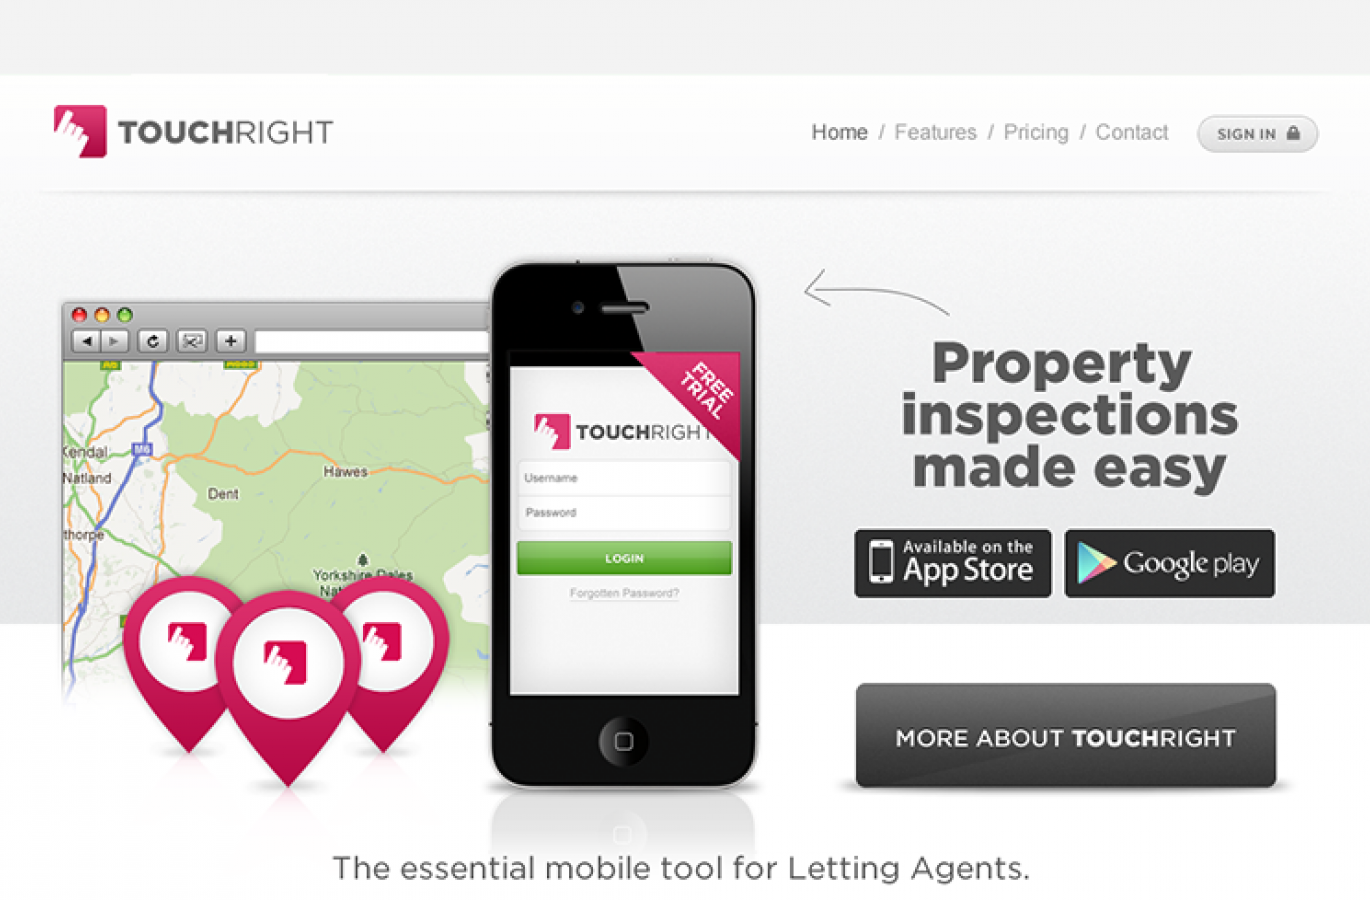 TOUCHRIGHT
Home / Features / Pricing / Contact
SIGN IN
Property
inspections
made easy
Available on the
App Store
Google play
MORE ABOUT TOUCHRIGHT
FREE
TRIAL
TOUCHRIGHT
Username
Password
LOGIN
Forgotten Password?
Kendal
M6
Natland
Hawes
Dent
thorpe
Yorkshire Dales
The essential mobile tool for Letting Agents.